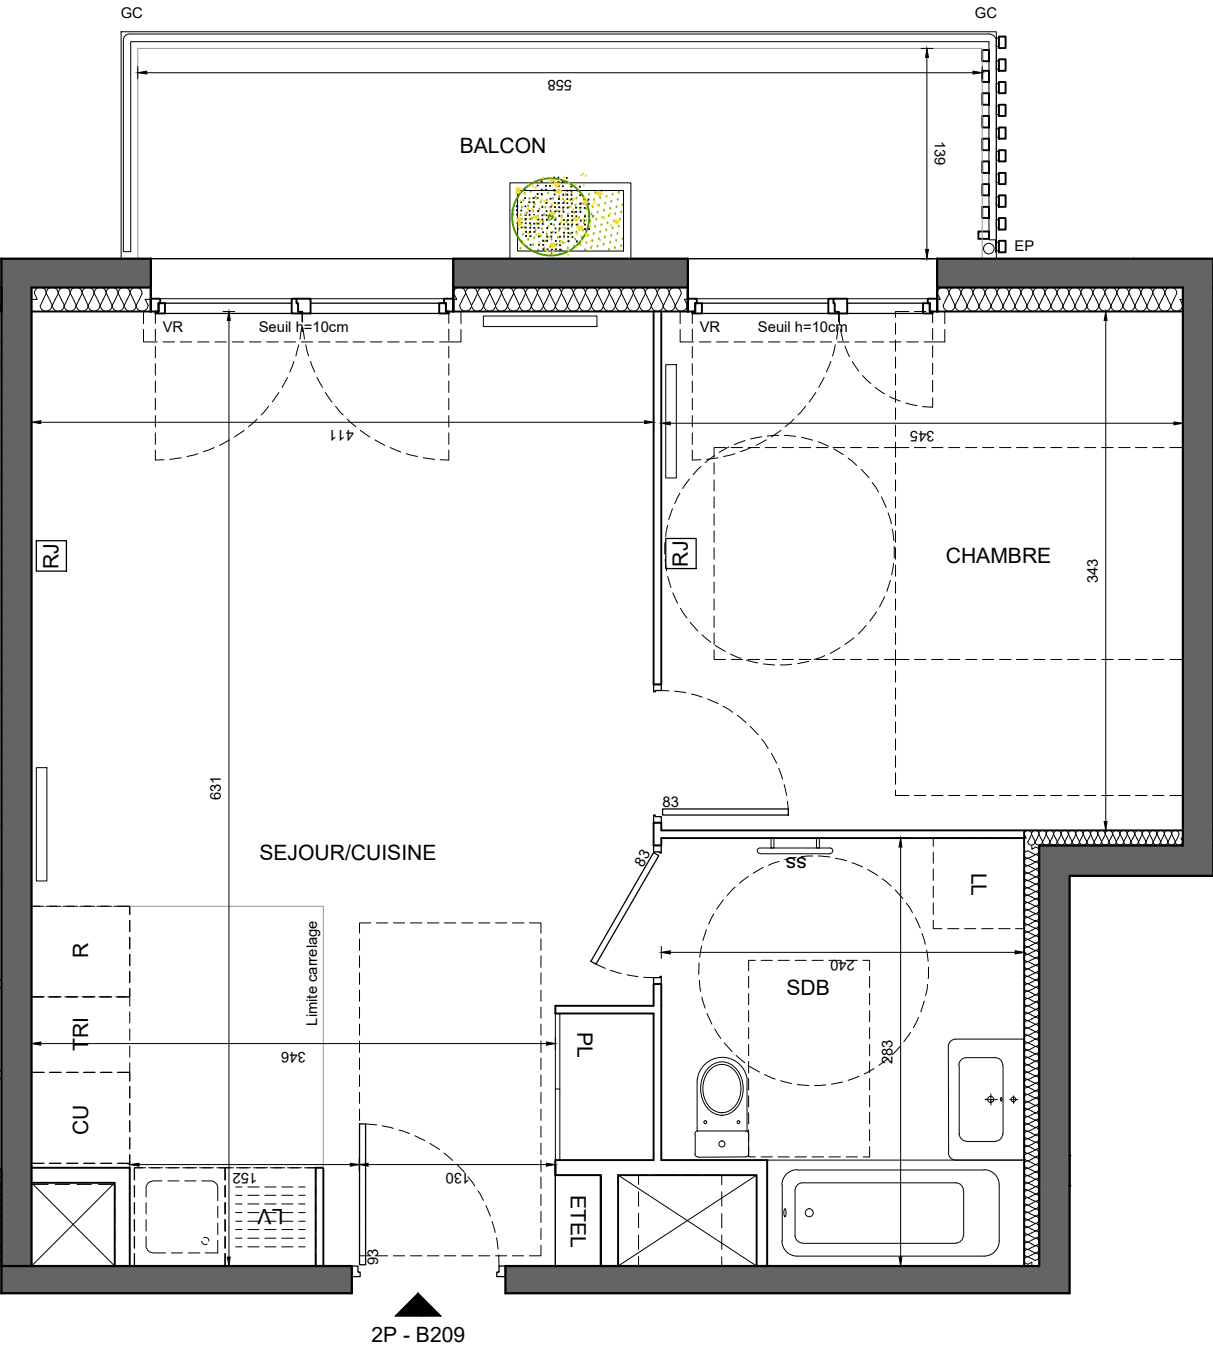 GC
GC
558
BALCON
139
EP
VR
Seuil h=10cm
VR
Seuil h=10cm
411
345
RJ
RJ
CHAMBRE
343
631
83
SEJOUR/CUISINE
83
SS
LL
R
Limite carrelage
240
SDB
TRI
346
PL
283
CU
152
130
LV
ETEL
93
2P - B209